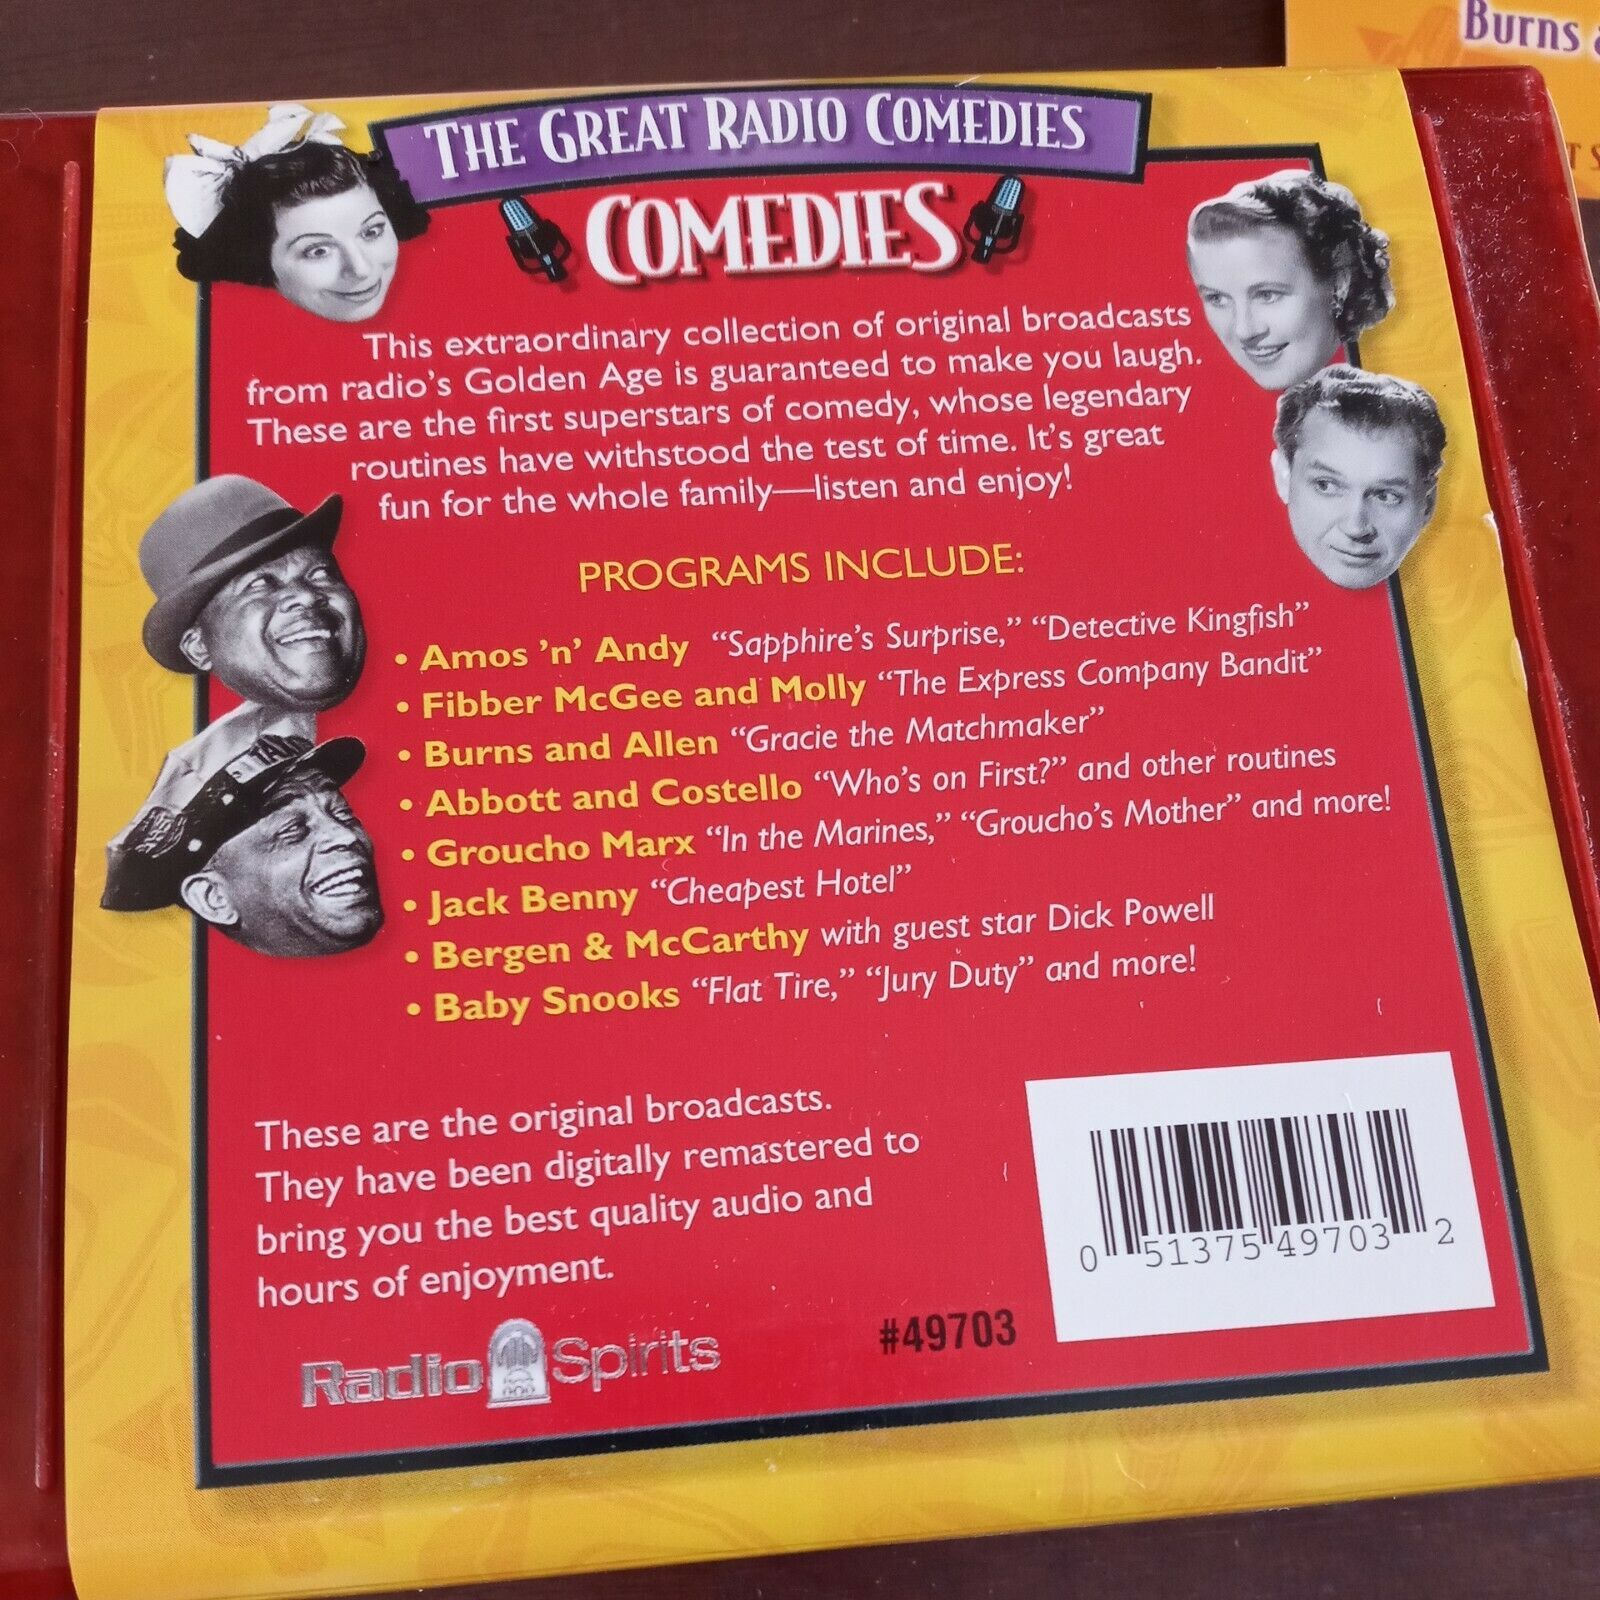 Burns &
THE GREAT RADIO COMEDIES
COMEDIES
This extraordinary collection of original broadcasts
from radio's Golden Age is guaranteed to make you laugh.
These are the first superstars of comedy, whose legendary
routines have withstood the test of time. It's great
fun for the whole family—listen and enjoy!
PROGRAMS INCLUDE:
• Amos 'n' Andy “Sapphire's Surprise,” “Detective Kingfish”
• Fibber McGee and Molly “The Express Company Bandit”
• Burns and Allen “Gracie the Matchmaker”
• Abbott and Costello “Who's on First?” and other routines
• Groucho Marx “In the Marines,” “Groucho's Mother” and more!
• Jack Benny “Cheapest Hotel”
• Bergen & McCarthy with guest star Dick Powell
• Baby Snooks “Flat Tire,” “Jury Duty” and more!
These are the original broadcasts.
They have been digitally remastered to
bring you the best quality audio and
hours of enjoyment.
Radio Spirits
#49703
0 51375 49703 2